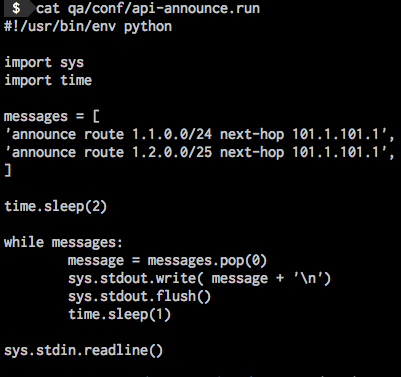 $ cat qa/conf/api-announce.run
#!/usr/bin/env python

import sys
import time

messages = [
'announce route 1.1.0.0/24 next-hop 101.1.101.1',
'announce route 1.2.0.0/25 next-hop 101.1.101.1',
]

time.sleep(2)

while messages:
        message = messages.pop(0)
        sys.stdout.write( message + '\n')
        sys.stdout.flush()
        time.sleep(1)

sys.stdin.readline()